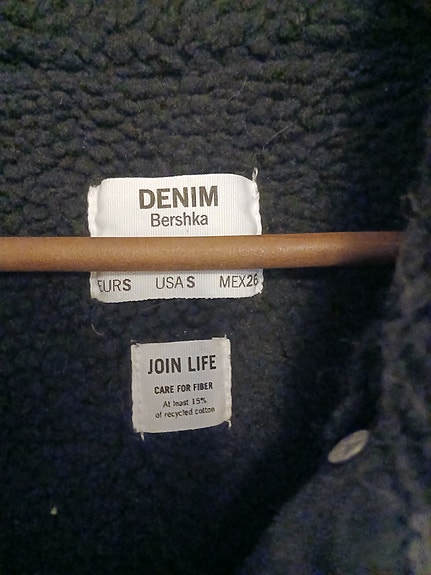 DENIM
Bershka
EUR S USA S MEX 26
JOIN LIFE
CARE FOR FIBER
At least 15%
of recycled cotton